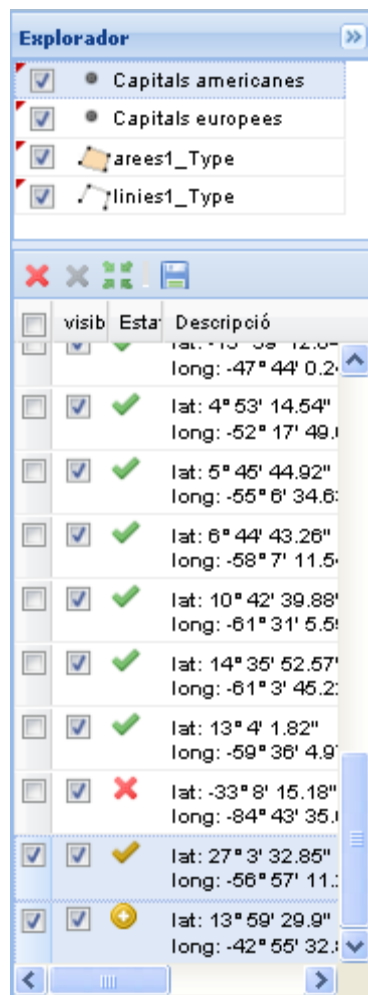 Explorador
Capitals americanes
Capitals europees
arees1_Type
linies1_Type
visib Esta Descripció
long: -47° 44' 0.2
lat: 4° 53' 14.54"
long: -52° 17' 49.
lat: 5° 45' 44.92"
long: -55° 6' 34.6
lat: 6° 44' 43.26"
long: -58° 7' 11.5
lat: 10° 42' 39.88"
long: -61° 31' 5.5
lat: 14° 35' 52.57"
long: -61° 3' 45.2
lat: 13° 4' 1.82"
long: -59° 36' 4.9
lat: -33° 8' 15.18"
long: -84° 43' 35.
lat: 27° 3' 32.85"
long: -56° 57' 11.
lat: 13° 59' 29.9"
long: -42° 55' 32.